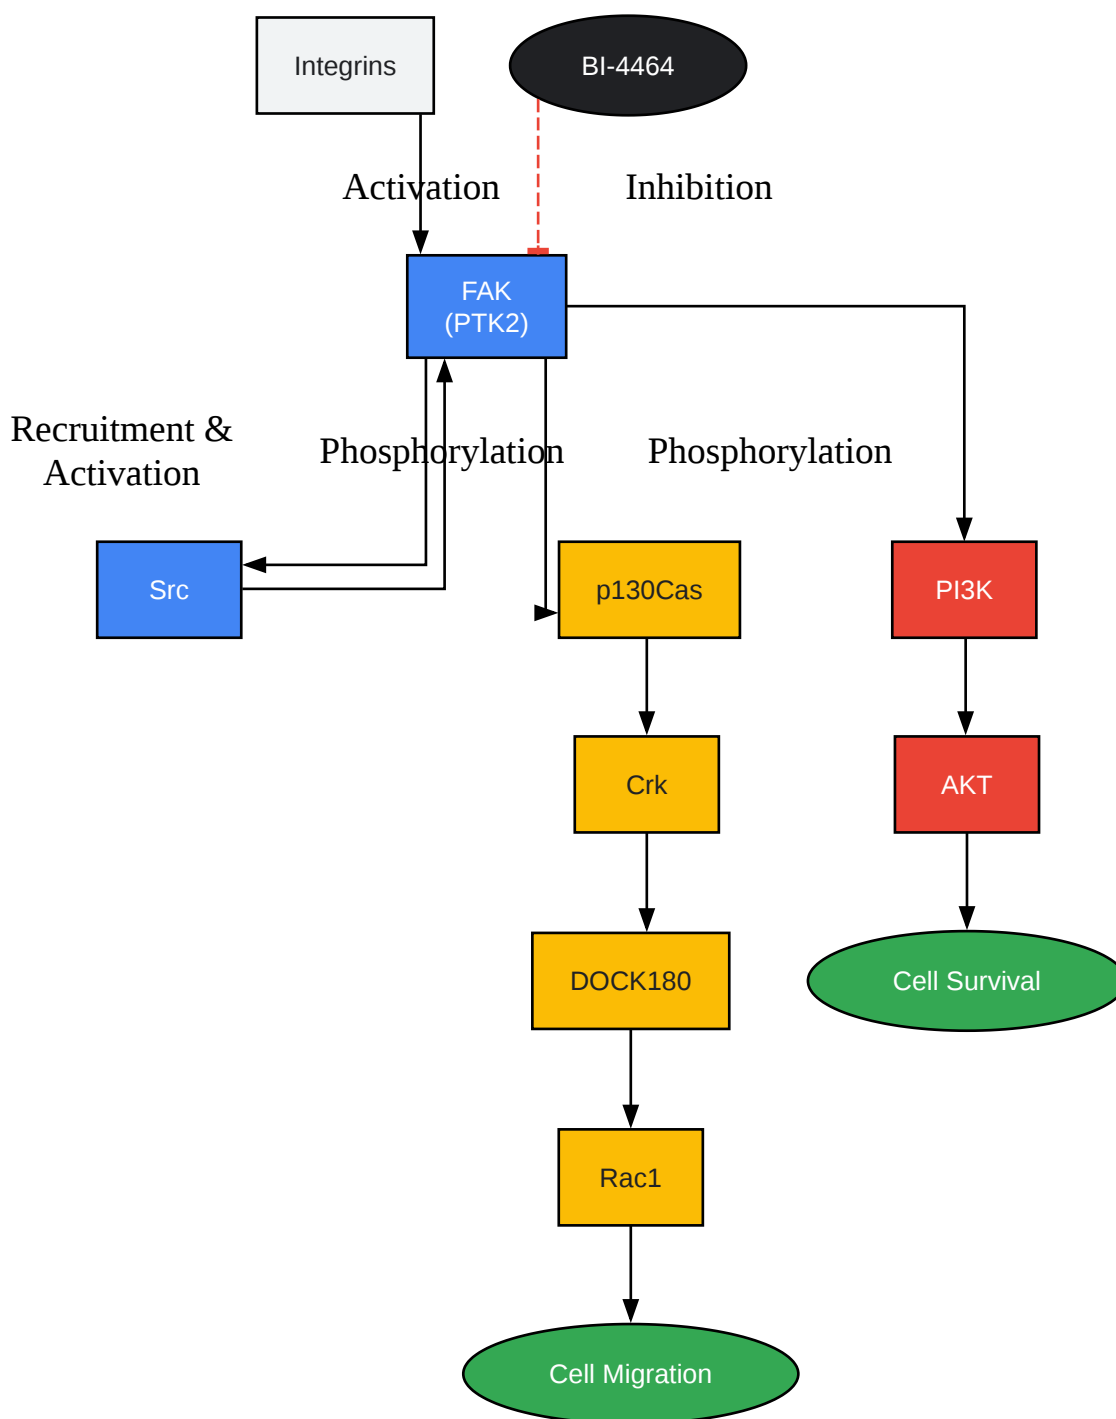 Integrins
BI-4464
Activation
Inhibition
FAK
(PTK2)
Recruitment &
Activation
Phosphorylation
Phosphorylation
Src
p130Cas
PI3K
Crk
AKT
DOCK180
Cell Survival
Rac1
Cell Migration